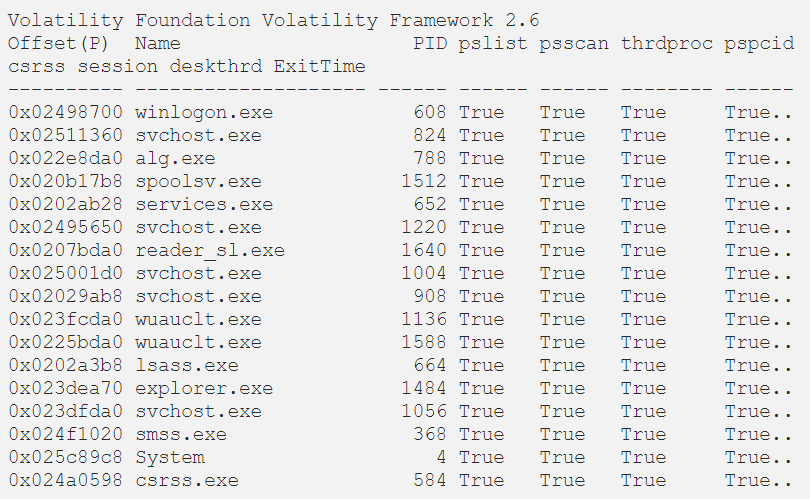 Volatility Foundation Volatility Framework 2.6
Offset(P)  Name                    PID pslist psscan thrdproc pspcid
csrss session deskthrd ExitTime
---------- -------------------- ------ ------ ------ -------- ------
0x02498700 winlogon.exe            608 True   True   True     True..
0x02511360 svchost.exe             824 True   True   True     True..
0x022e8da0 alg.exe                 788 True   True   True     True..
0x020b17b8 spoolsv.exe            1512 True   True   True     True..
0x0202ab28 services.exe            652 True   True   True     True..
0x02495650 svchost.exe            1220 True   True   True     True..
0x0207bda0 reader_sl.exe          1640 True   True   True     True..
0x025001d0 svchost.exe            1004 True   True   True     True..
0x02029ab8 svchost.exe             908 True   True   True     True..
0x023fcda0 wuauclt.exe            1136 True   True   True     True..
0x0225bda0 wuauclt.exe            1588 True   True   True     True..
0x0202a3b8 lsass.exe               664 True   True   True     True..
0x023dea70 explorer.exe           1484 True   True   True     True..
0x023dfda0 svchost.exe            1056 True   True   True     True..
0x024f1020 smss.exe                368 True   True   True     True..
0x025c89c8 System                    4 True   True   True     True..
0x024a0598 csrss.exe               584 True   True   True     True..